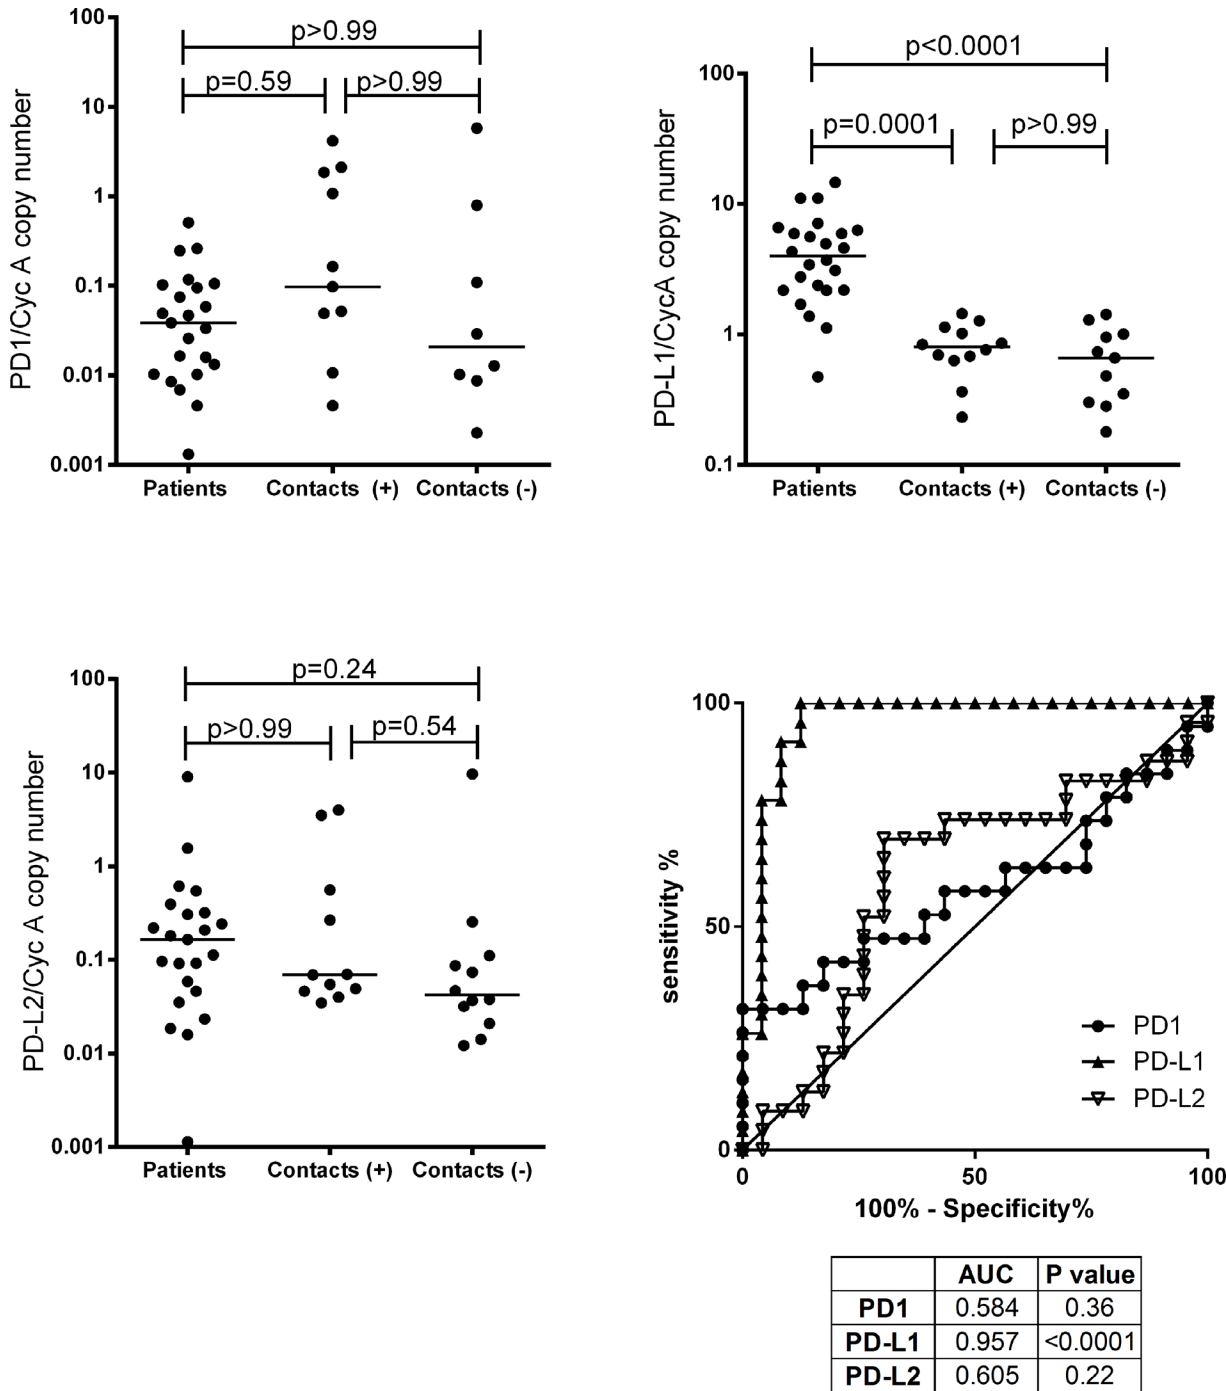 PD1/Cyc A copy number
100
10
1
0.1
0.01
0.001
p>0.99
p=0.59
p>0.99
Patients
Contacts (+)
Contacts (-)
PD-L1/CycA copy number
100
10
1
0.1
p<0.0001
p=0.0001
p>0.99
Patients
Contacts (+)
Contacts (-)
PD-L2/Cyc A copy number
100
10
1
0.1
0.01
0.001
p=0.24
p>0.99
p=0.54
Patients
Contacts (+)
Contacts (-)
sensitivity %
100
50
0
PD1
PD-L1
PD-L2
0 50 100
100% - Specificity%
AUC P value
PD1 0.584 0.36
PD-L1 0.957 <0.0001
PD-L2 0.605 0.22